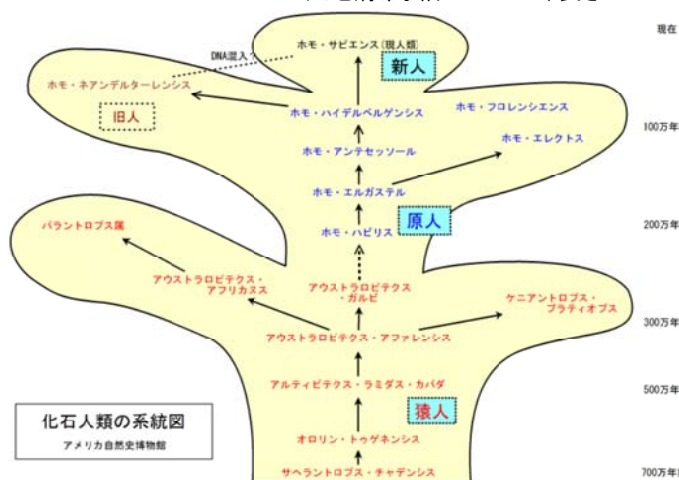 現在
ホモ・サピエンス(現人類)
DNA混入?
新人
ホモ・ネアンデルターレンシス
旧人
ホモ・ハイデルベルゲンシス
ホモ・フロレンシエンス
100万年
ホモ・エレクトス
ホモ・アンテセッソール
ホモ・エルガステル
原人
200万年
ホモ・ハビリス
パラントロプス属
アウストラロピテクス・
アフリカヌス
アウストラロピテクス
・ガルヒ
ケニアントロプス・
プラティオプス
300万年
アウストラロピテクス・アファレンシス
アルディピテクス・ラミダス・カバダ
500万年
猿人
化石人類の系統図
アメリカ自然史博物館
オロリン・トゥゲネンシス
サヘラントロプス・チャデンシス
700万年